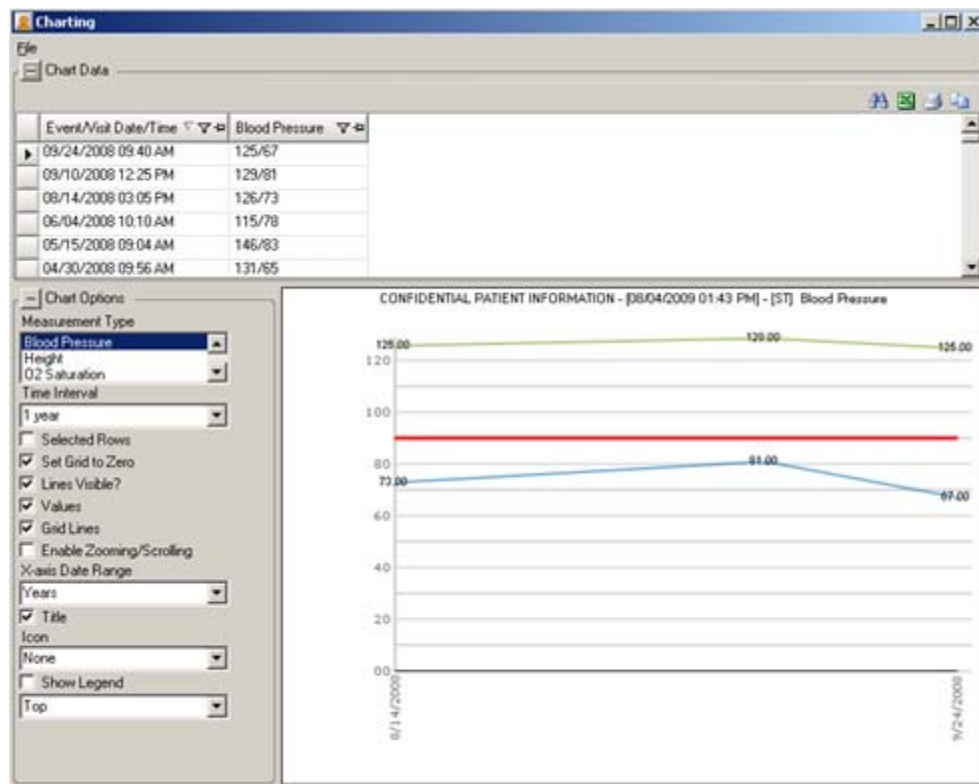 Charting
File
Chart Data
Event/Visit Date/Time Blood Pressure
09/24/2008 09:40 AM 125/67
09/10/2008 12:25 PM 129/81
08/14/2008 03:05 PM 126/73
06/04/2008 10:10 AM 115/78
05/15/2008 09:04 AM 146/83
04/30/2008 09:56 AM 131/65
Chart Options
Measurement Type
Blood Pressure
Height
O2 Saturation
Time Interval
1 year
Selected Rows
Set Grid to Zero
Lines Visible?
Values
Grid Lines
Enable Zooming/Scrolling
X-axis Date Range
Years
Title
Icon
None
Show Legend
Top
CONFIDENTIAL PATIENT INFORMATION - [08/04/2009 01:43 PM] - [ST] Blood Pressure
126.00 129.00 125.00
120
100
80
73.00 81.00 67.00
60
40
20
00
8/14/2008 9/24/2008